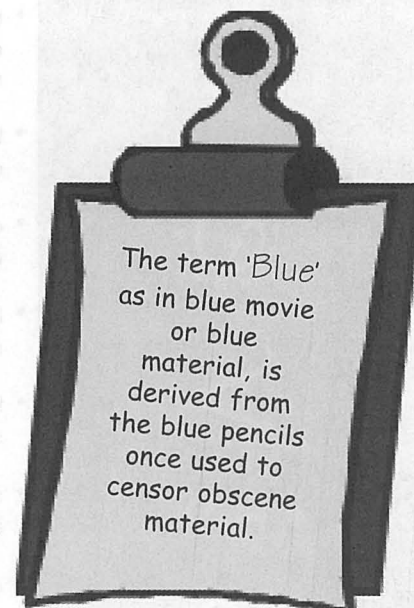 The term 'Blue'
as in blue movie
or blue
material, is
derived from
the blue pencils
once used to
censor obscene
material.